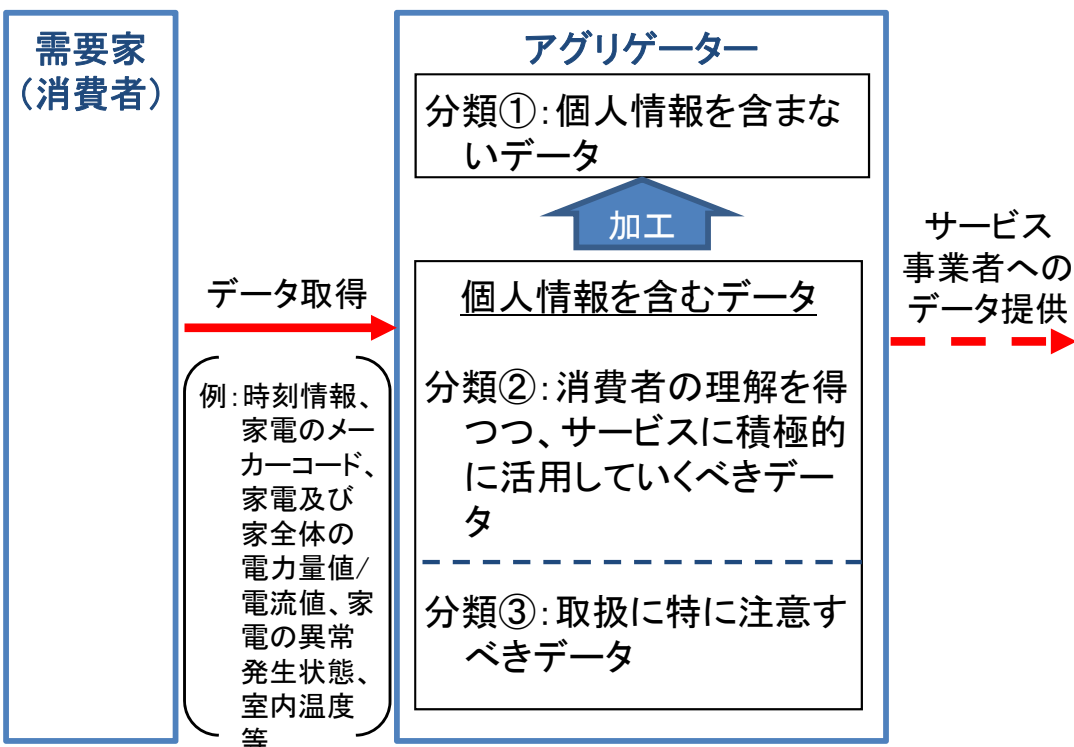 需要家
（消費者）
アグリゲーター
分類①：個人情報を含まな
いデータ
加工
データ取得
例：時刻情報、
家電のメー
カーコード、
家電及び
家全体の
電力量値/
電流値、家
電の異常
発生状態、
室内温度
等
個人情報を含むデータ
分類②：消費者の理解を得
つつ、サービスに積極的
に活用していくべきデー
タ
分類③：取扱に特に注意す
べきデータ
サービス
事業者への
データ提供